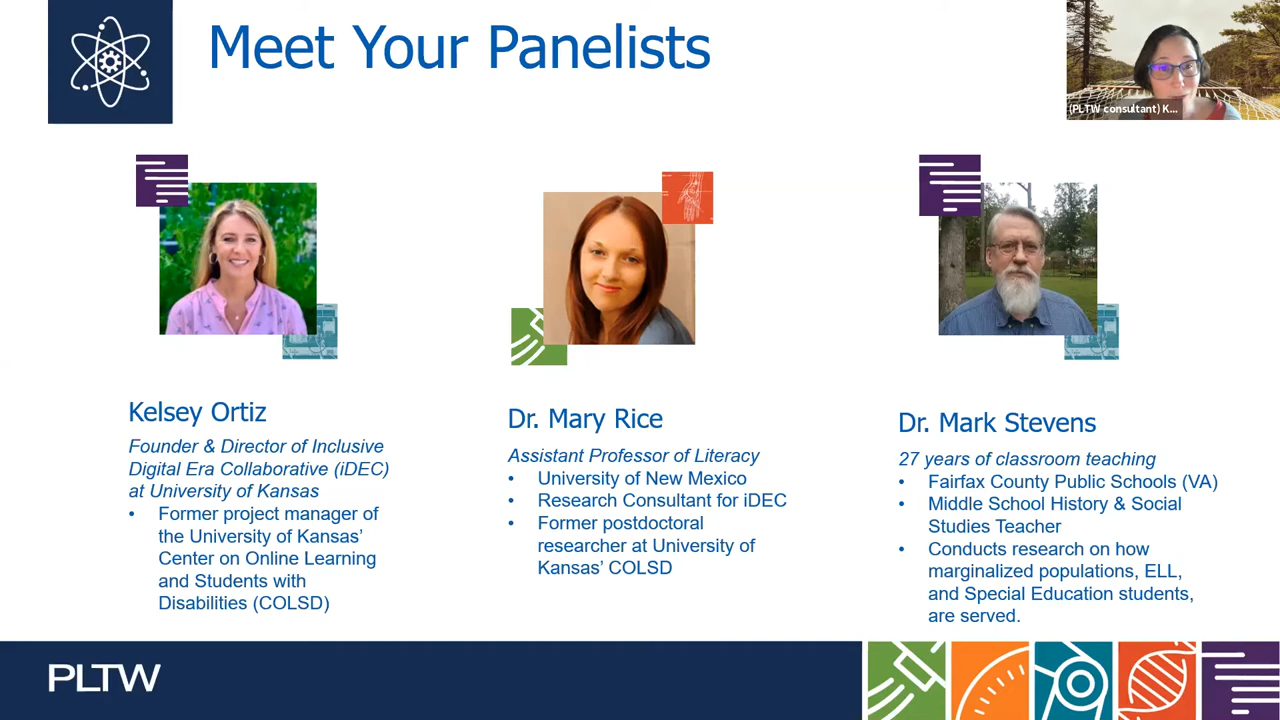 Meet Your Panelists
(PLTW consultant) K...
Kelsey Ortiz
Founder & Director of Inclusive
Digital Era Collaborative (iDEC)
at University of Kansas
• Former project manager of
the University of Kansas’
Center on Online Learning
and Students with
Disabilities (COLSD)
Dr. Mary Rice
Assistant Professor of Literacy
• University of New Mexico
• Research Consultant for iDEC
• Former postdoctoral
researcher at University of
Kansas’ COLSD
Dr. Mark Stevens
27 years of classroom teaching
• Fairfax County Public Schools (VA)
• Middle School History & Social
Studies Teacher
• Conducts research on how
marginalized populations, ELL,
and Special Education students,
are served.
PLTW